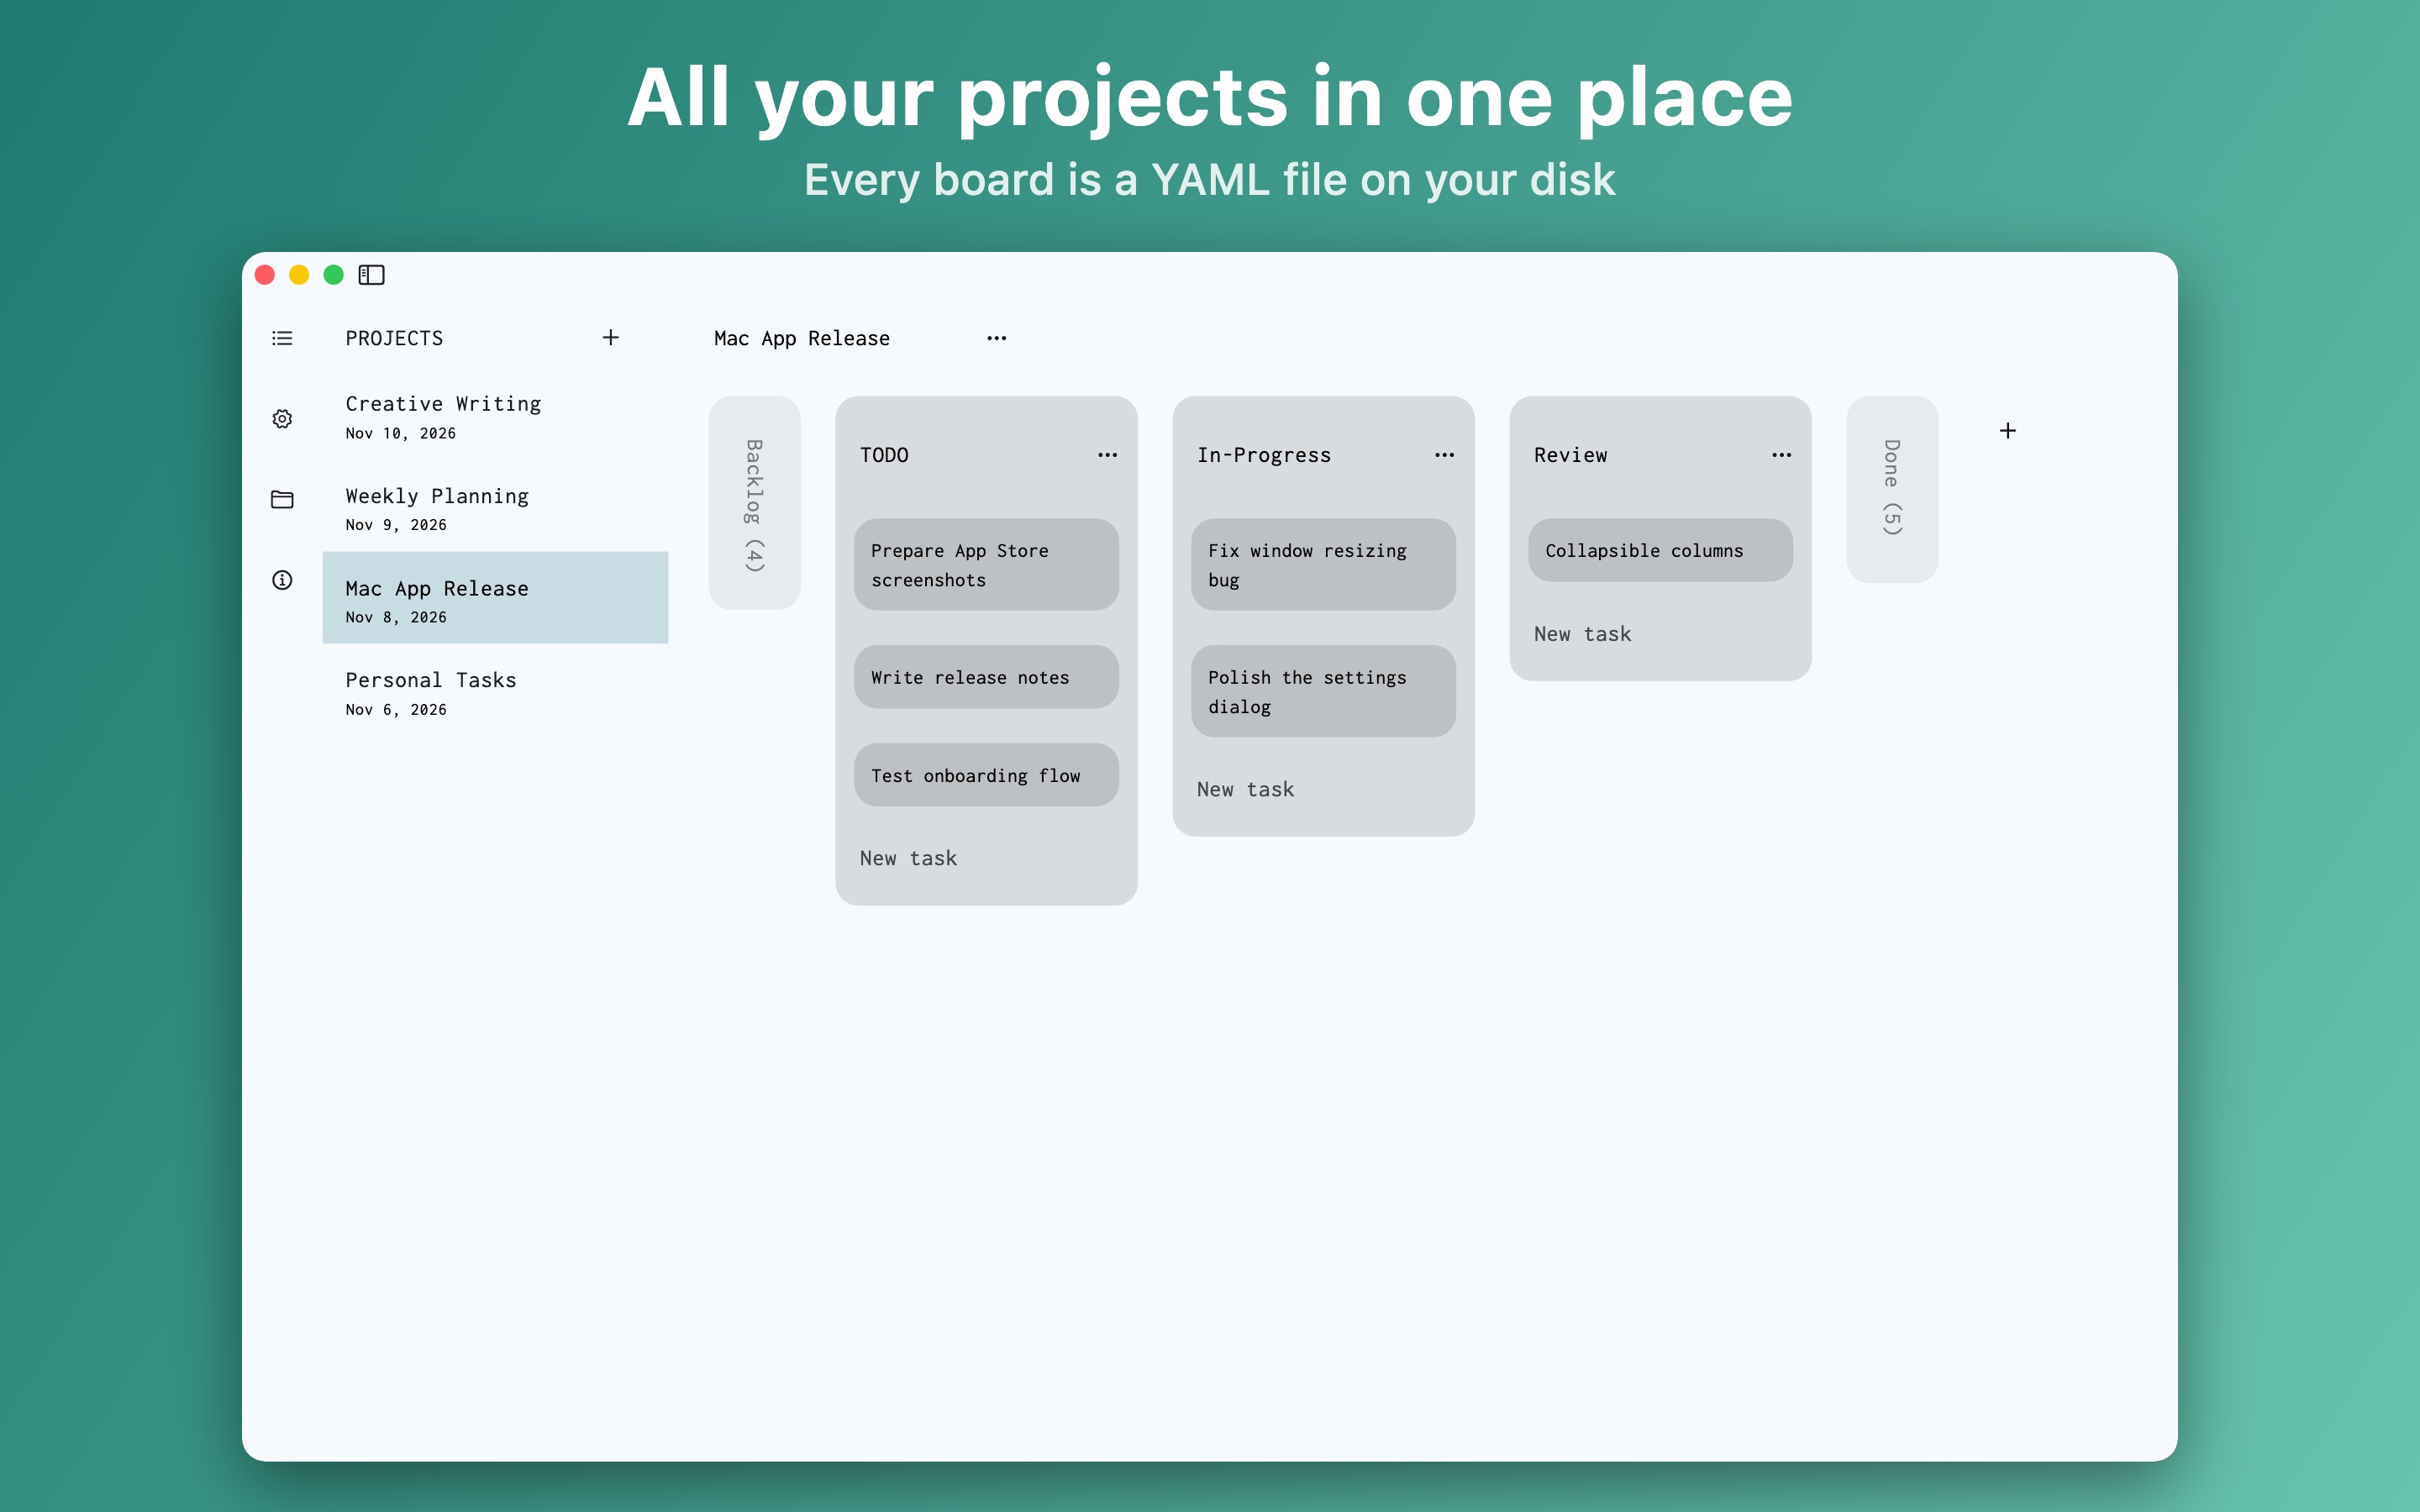 All your projects in one place
Every board is a YAML file on your disk
PROJECTS
Creative Writing
Nov 10, 2026
Weekly Planning
Nov 9, 2026
Mac App Release
Nov 8, 2026
Personal Tasks
Nov 6, 2026
Mac App Release
Backlog (4)
TODO
Prepare App Store
screenshots
Write release notes
Test onboarding flow
New task
In-Progress
Fix window resizing
bug
Polish the settings
dialog
New task
Review
Collapsible columns
New task
Done (5)